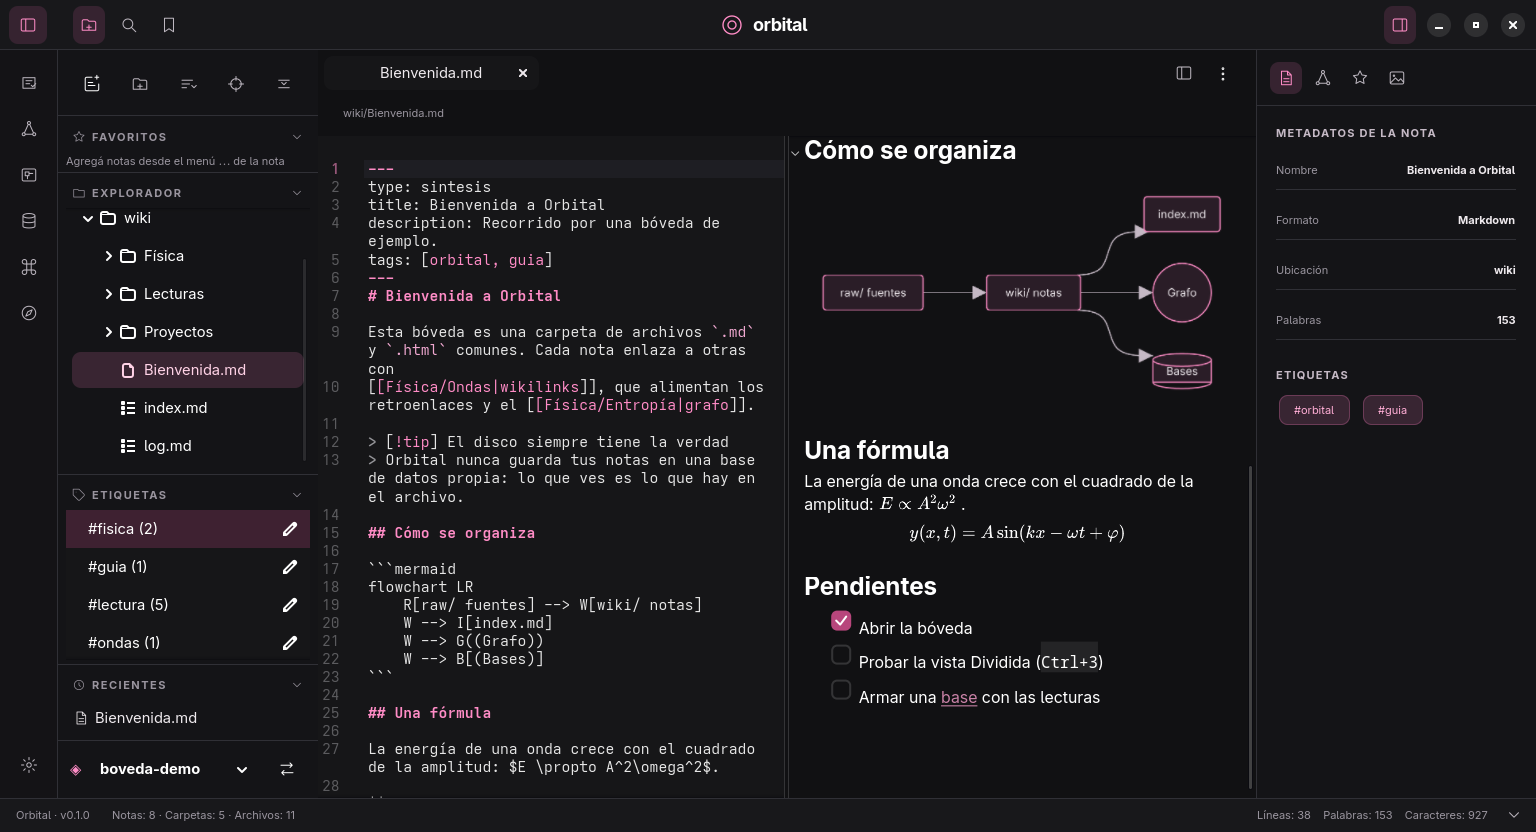 orbital
FAVORITOS
Agregá notas desde el menú … de la nota
EXPLORADOR
wiki
Física
Lecturas
Proyectos
Bienvenida.md
index.md
log.md
ETIQUETAS
#fisica (2)
#guia (1)
#lectura (5)
#ondas (1)
RECIENTES
Bienvenida.md
boveda-demo
Bienvenida.md
wiki/Bienvenida.md
1 ---
2 type: sintesis
3 title: Bienvenida a Orbital
4 description: Recorrido por una bóveda de
ejemplo.
5 tags: [orbital, guia]
6 ---
7 # Bienvenida a Orbital
8
9 Esta bóveda es una carpeta de archivos `.md`
y `.html` comunes. Cada nota enlaza a otras
con
10 [[Física/Ondas|wikilinks]], que alimentan los
retroenlaces y el [[Física/Entropía|grafo]].
11
12 > [!tip] El disco siempre tiene la verdad
13 > Orbital nunca guarda tus notas en una base
de datos propia: lo que ves es lo que hay en
el archivo.
14
15 ## Cómo se organiza
16
17 ```mermaid
18 flowchart LR
19     R[raw/ fuentes] --> W[wiki/ notas]
20     W --> I[index.md]
21     W --> G((Grafo))
22     W --> B[(Bases)]
23 ```
24
25 ## Una fórmula
26
27 La energía de una onda crece con el cuadrado
de la amplitud: $E \propto A^2\omega^2$.
28
Cómo se organiza
index.md
raw/ fuentes
wiki/ notas
Grafo
Bases
Una fórmula
La energía de una onda crece con el cuadrado de la
amplitud: E ∝ A²ω² .
y(x, t) = A sin(kx − ωt + φ)
Pendientes
Abrir la bóveda
Probar la vista Dividida (Ctrl+3)
Armar una base con las lecturas
METADATOS DE LA NOTA
Nombre Bienvenida a Orbital
Formato Markdown
Ubicación wiki
Palabras 153
ETIQUETAS
#orbital #guia
Orbital · v0.1.0 Notas: 8 · Carpetas: 5 · Archivos: 11
Líneas: 38 Palabras: 153 Caracteres: 927